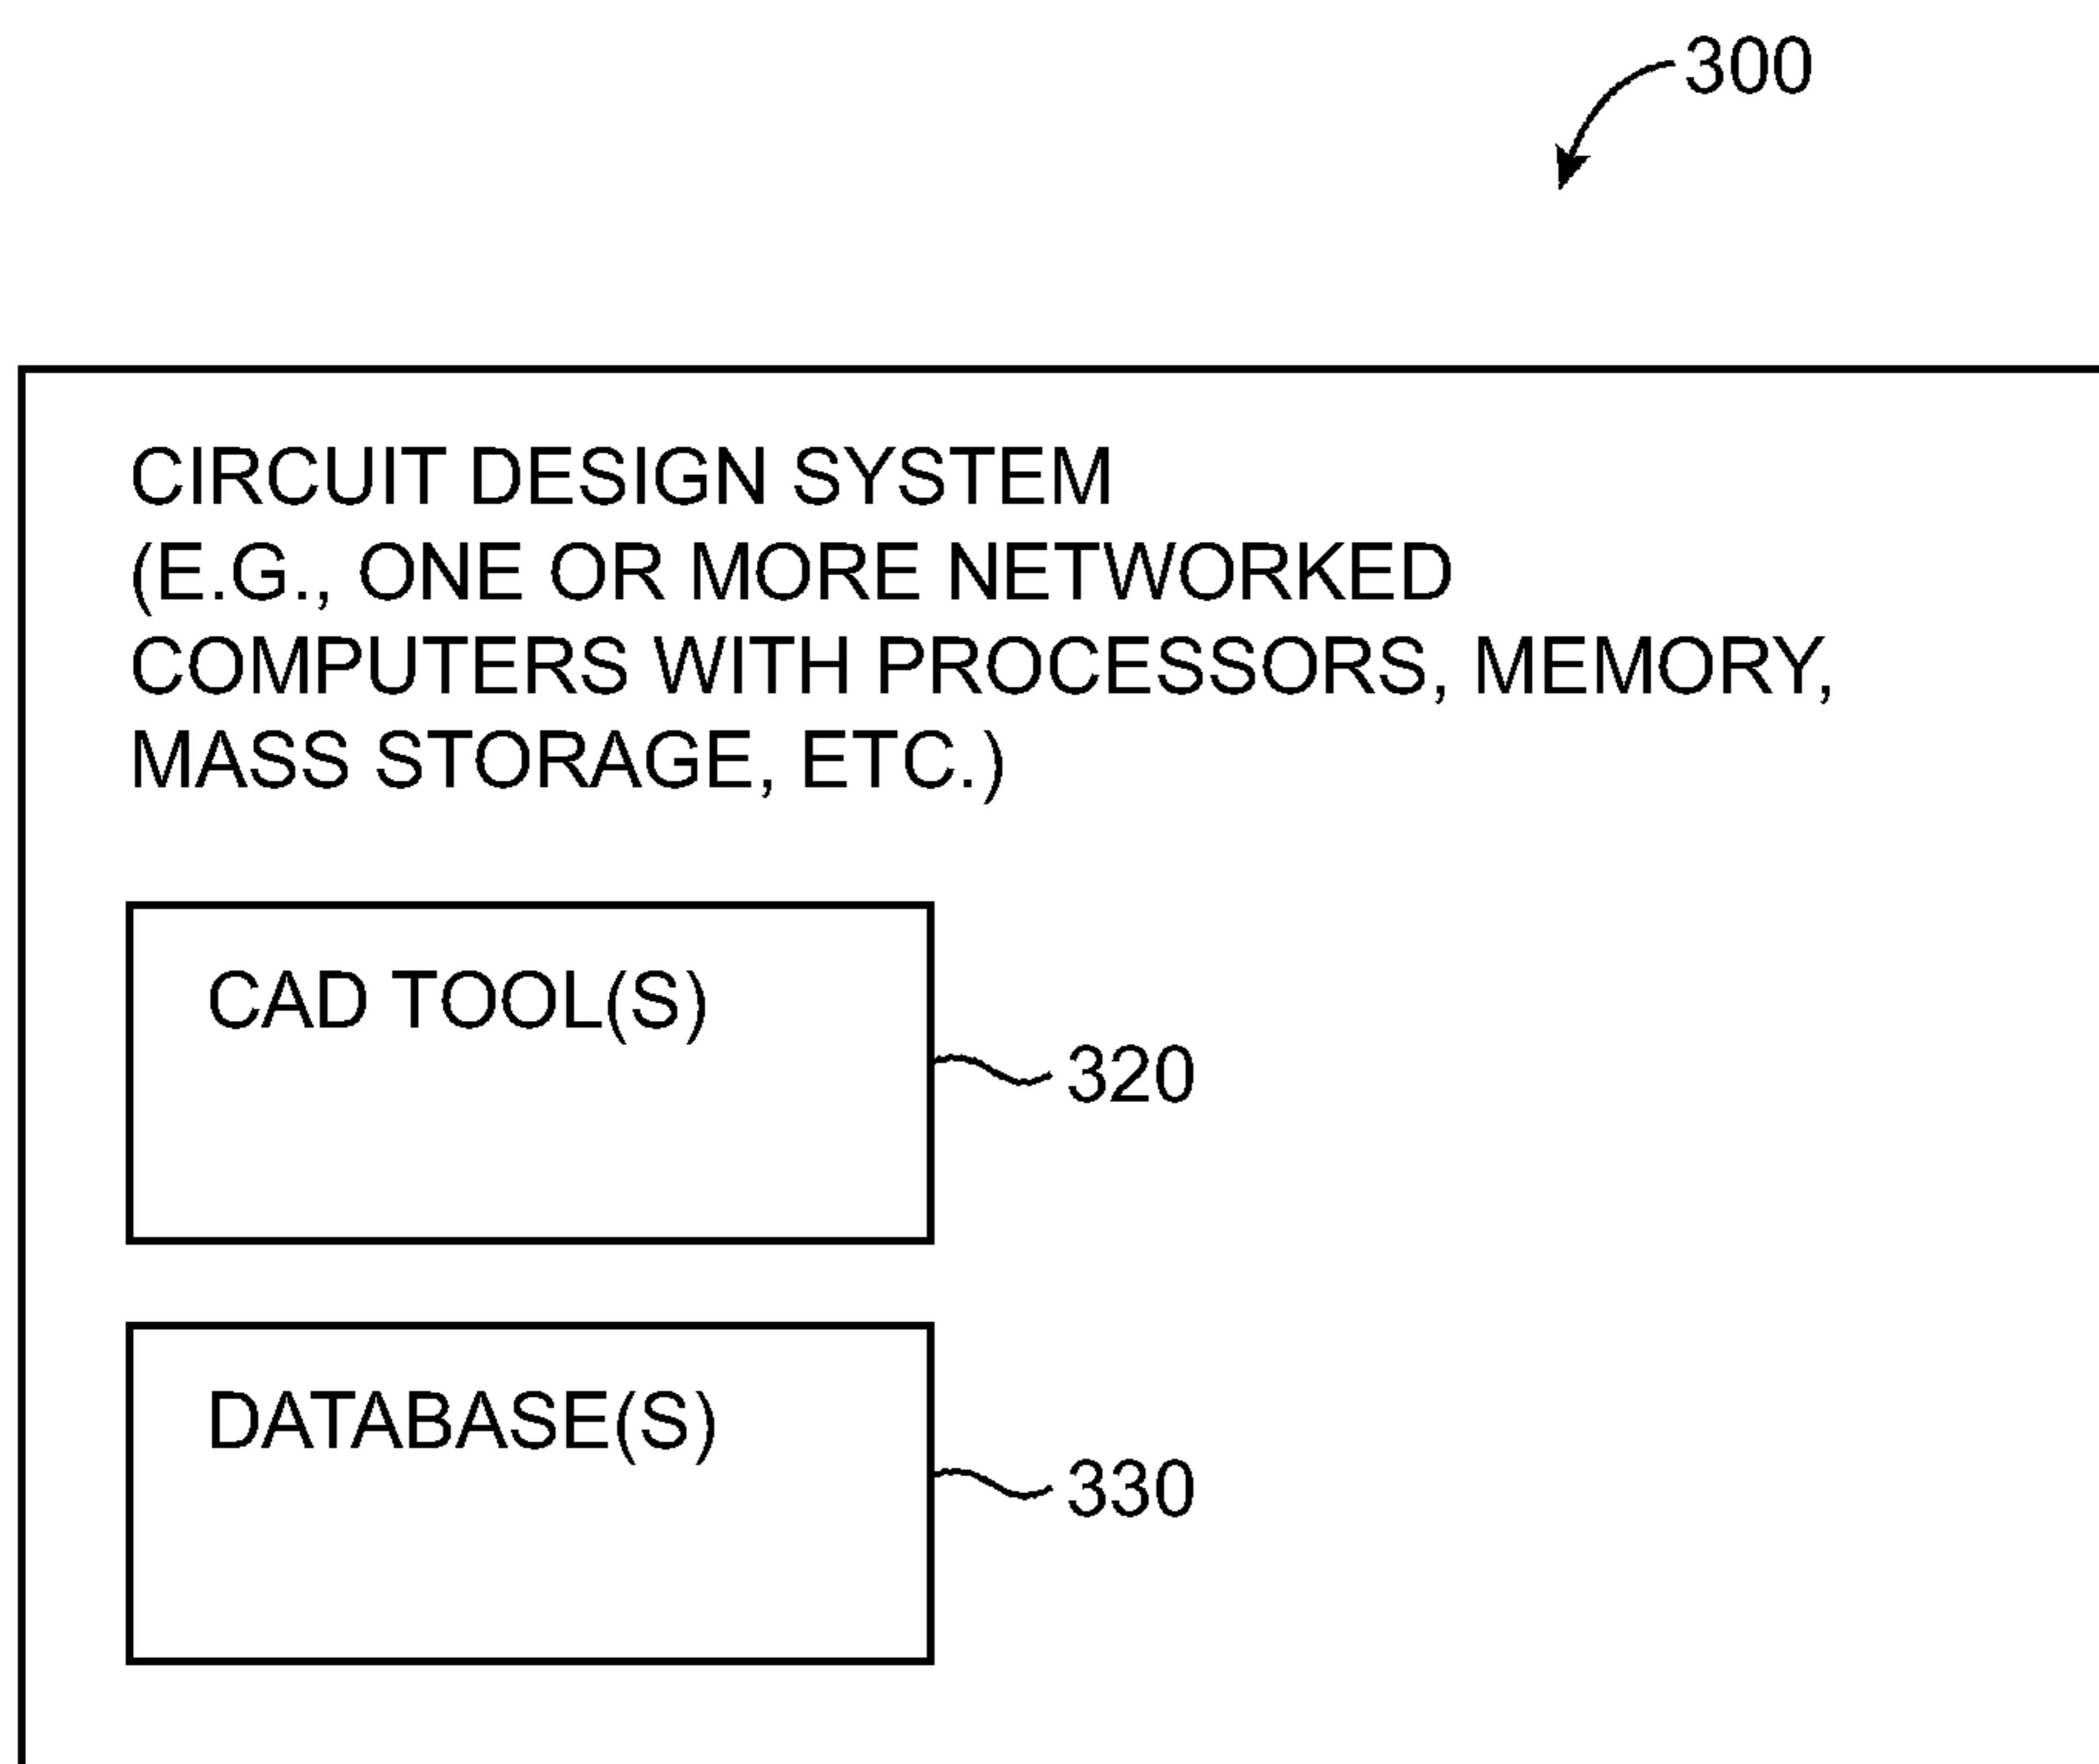 300
CIRCUIT DESIGN SYSTEM
(E.G., ONE OR MORE NETWORKED
COMPUTERS WITH PROCESSORS, MEMORY,
MASS STORAGE, ETC.)
CAD TOOL(S)
320
DATABASE(S)
330